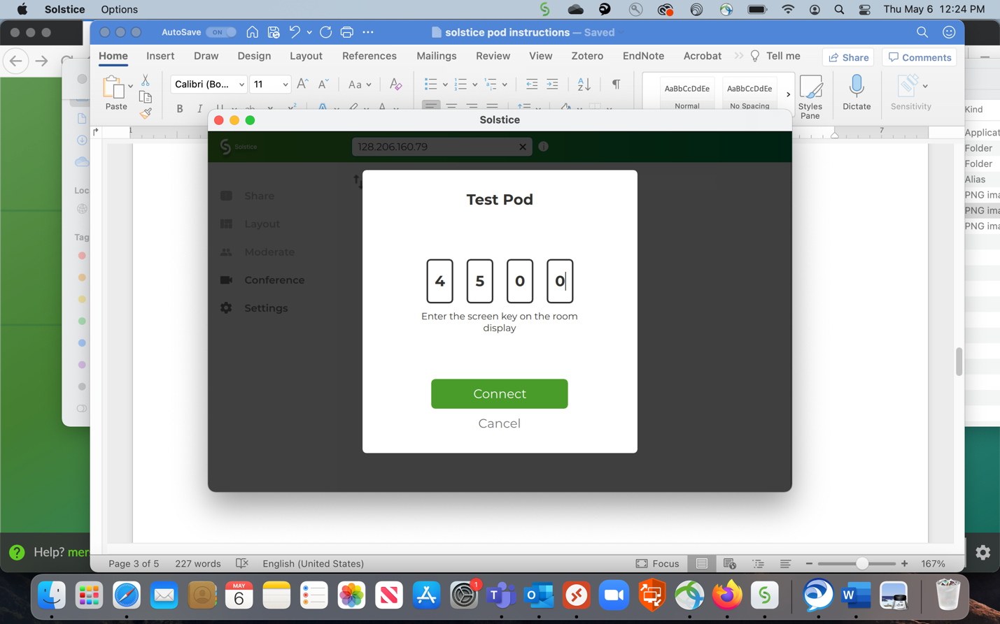 Solstice Options Thu May 6 12:24 PM
AutoSave ON solstice pod instructions — Saved
Home Insert Draw Design Layout References Mailings Review View Zotero EndNote Acrobat Tell me Share Comments
Calibri (Bo... 11 Aa
AaBbCcDdEe AaBbCcDdEe
Paste Normal No Spacing Styles Pane Dictate Sensitivity
B I U ab
Solstice
1 7
Solstice 128.206.160.79
Share
Layout
Moderate
Conference
Settings
Test Pod
4 5 0 0
Enter the screen key on the room
display
Connect
Cancel
Loc
Tag
Kind
Applicat
Folder
Folder
Alias
PNG ima
PNG ima
PNG ima
Help? mer
Page 3 of 5 227 words English (United States) Focus 167%
MAY
6
1